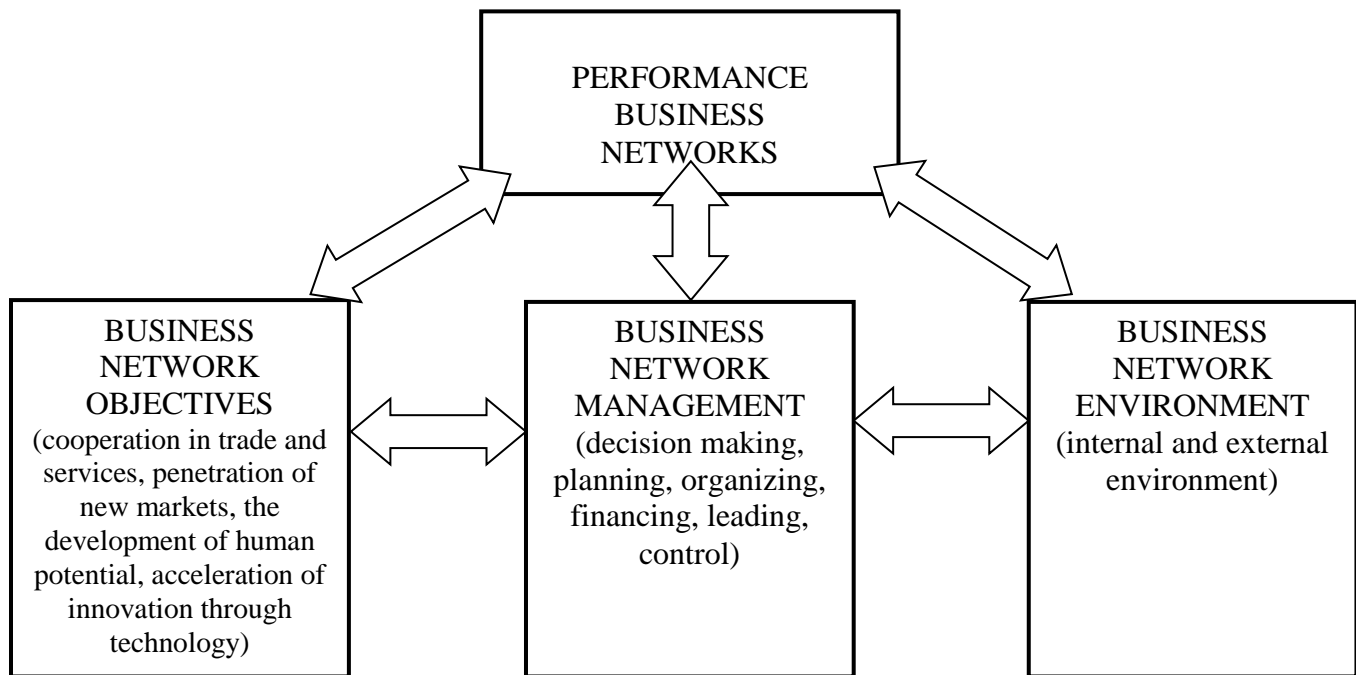 PERFORMANCE
BUSINESS
NETWORKS
BUSINESS
NETWORK
OBJECTIVES
(cooperation in trade and
services, penetration of
new markets, the
development of human
potential, acceleration of
innovation through
technology)
BUSINESS
NETWORK
MANAGEMENT
(decision making,
planning, organizing,
financing, leading,
control)
BUSINESS
NETWORK
ENVIRONMENT
(internal and external
environment)